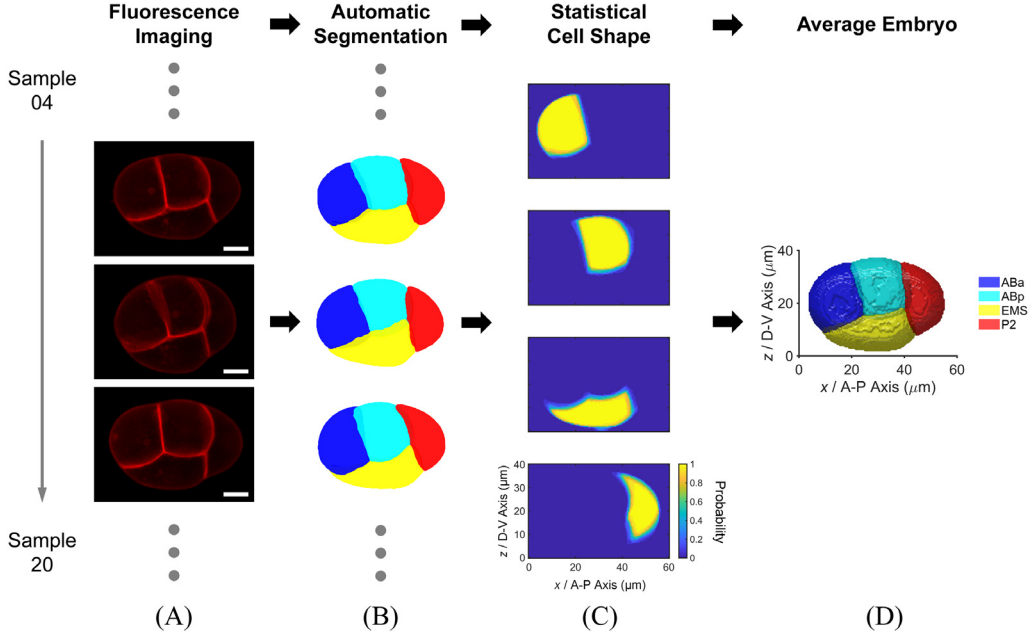 Fluorescence
Imaging
Automatic
Segmentation
Statistical
Cell Shape
Average Embryo
Sample
04
Sample
20
40
30
20
10
0
z / D-V Axis (µm)
0 20 40 60
x / A-P Axis (µm)
1
0.8
0.6
0.4
0.2
0
Probability
40
20
0
z / D-V Axis (µm)
0 20 40 60
x / A-P Axis (µm)
ABa
ABp
EMS
P2
(A) (B) (C) (D)